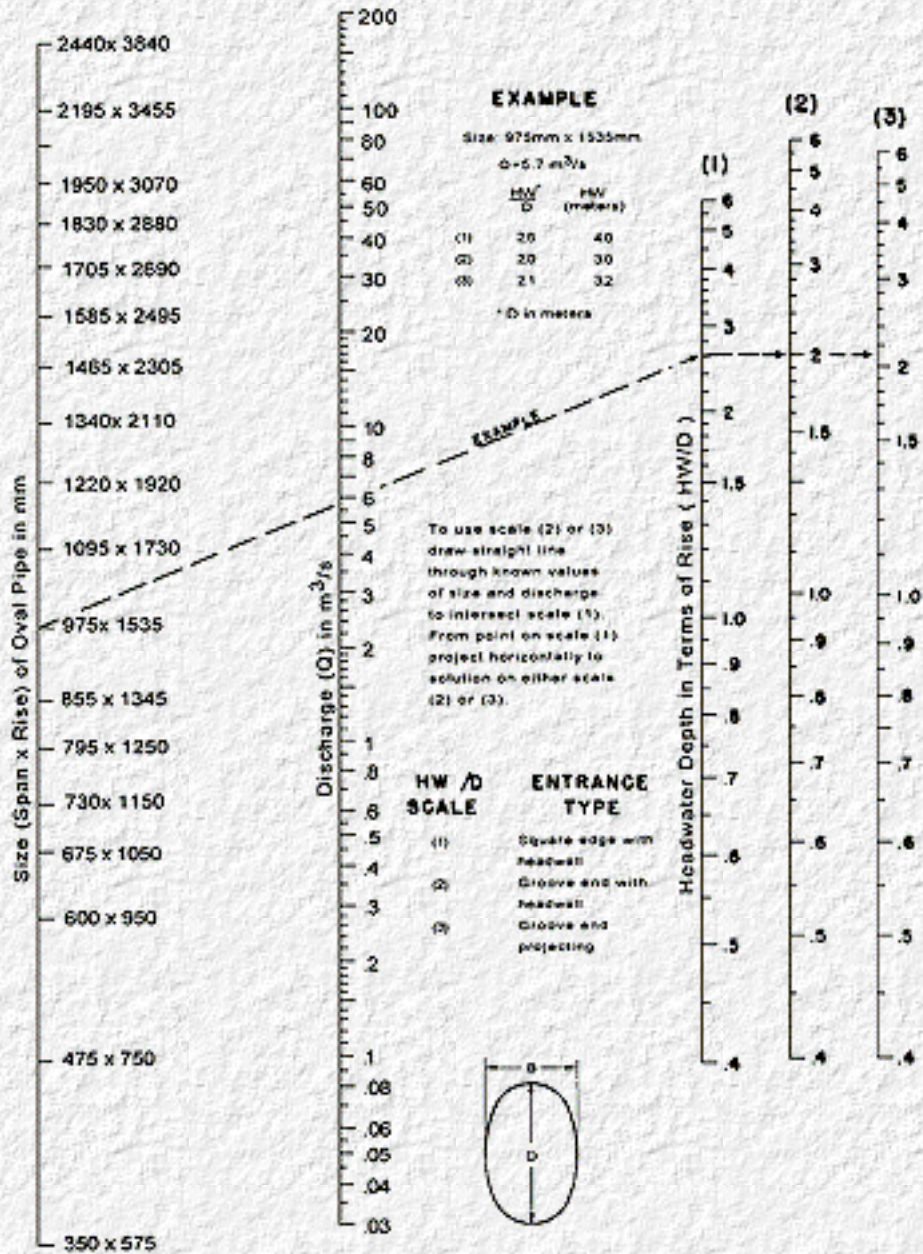 2440x 3840
2195 x 3455
1950 x 3070
1830 x 2880
1705 x 2690
1585 x 2495
1465 x 2305
1340x 2110
1220 x 1920
1095 x 1730
975x 1535
855 x 1345
795 x 1250
730x 1150
675 x 1050
600 x 950
475 x 750
350 x 575
Size (Span x Rise) of Oval Pipe in mm
200
100
80
60
50
40
30
20
10
8
6
5
4
3
2
1
.8
.6
.5
.4
.3
.2
.1
.08
.06
.05
.04
.03
Discharge (Q) in m³/s
EXAMPLE
Size: 975mm x 1535mm
Q=5.7 m³/s
HW* HW
D (meters)
(1) 2.6 4.0
(2) 2.0 3.0
(3) 2.1 3.2
* D in meters
EXAMPLE
To use scale (2) or (3)
draw straight line
through known values
of size and discharge
to intersect scale (1).
From point on scale (1)
project horizontally to
solution on either scale
(2) or (3).
HW /D ENTRANCE
SCALE TYPE
(1) Square edge with
headwall
(2) Groove end with
headwall
(3) Groove end
projecting
B
D
Headwater Depth in Terms of Rise ( HW/D )
(1)
6
5
4
3
2
1.5
1.0
.9
.8
.7
.6
.5
.4
(2)
6
5
4
3
2
1.5
1.0
.9
.8
.7
.6
.5
.4
(3)
6
5
4
3
2
1.5
1.0
.9
.8
.7
.6
.5
.4